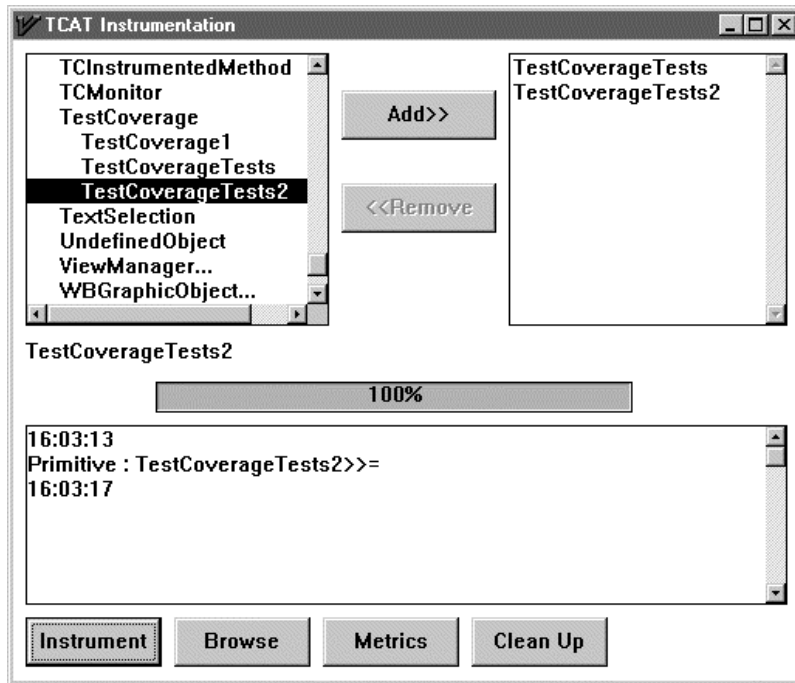 TCAT Instrumentation
TCInstrumentedMethod
TCMonitor
TestCoverage
TestCoverage1
TestCoverageTests
TestCoverageTests2
TextSelection
UndefinedObject
ViewManager...
WBGraphicObject...
Add>>
<<Remove
TestCoverageTests
TestCoverageTests2
TestCoverageTests2
100%
16:03:13
Primitive : TestCoverageTests2>>=
16:03:17
Instrument
Browse
Metrics
Clean Up